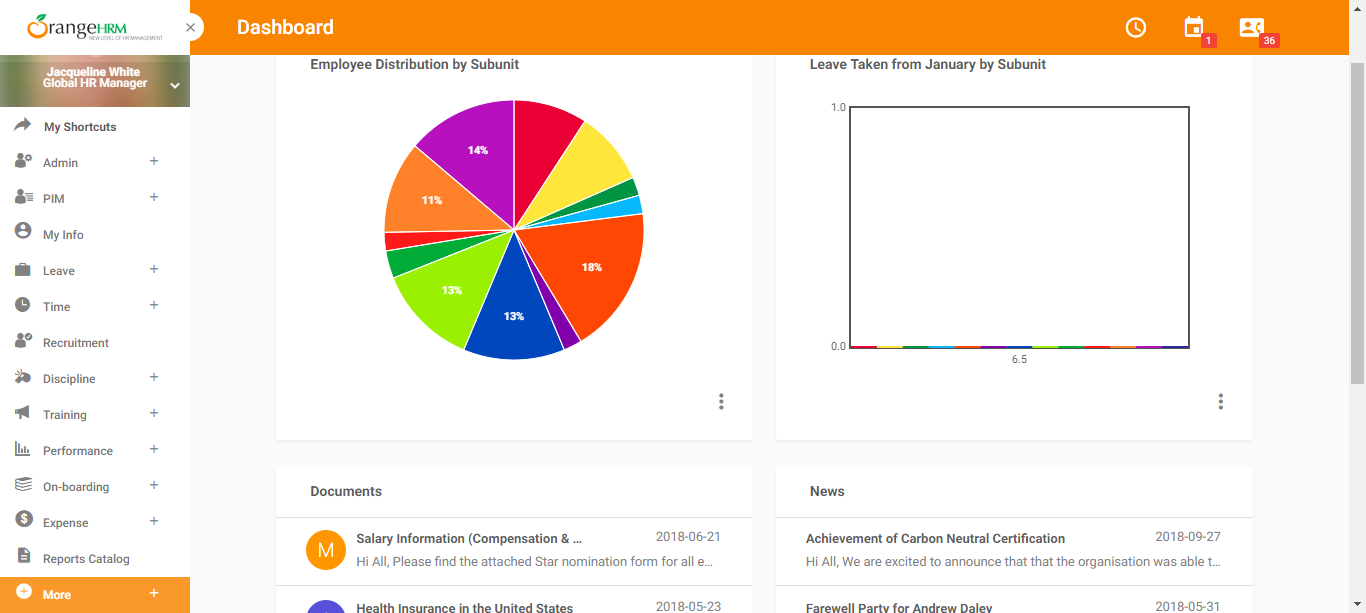 OrangeHRM
NEW LEVEL OF HR MANAGEMENT
Dashboard
1
36
Jacqueline White
Global HR Manager
My Shortcuts
Admin
PIM
My Info
Leave
Time
Recruitment
Discipline
Training
Performance
On-boarding
Expense
Reports Catalog
More
Employee Distribution by Subunit
14%
11%
18%
13%
13%
Leave Taken from January by Subunit
1.0
0.0
6.5
Documents
M
Salary Information (Compensation & ...
2018-06-21
Hi All, Please find the attached Star nomination form for all e...
Health Insurance in the United States
2018-05-23
News
Achievement of Carbon Neutral Certification
2018-09-27
Hi All, We are excited to announce that that the organisation was able t...
Farewell Party for Andrew Daley
2018-05-31